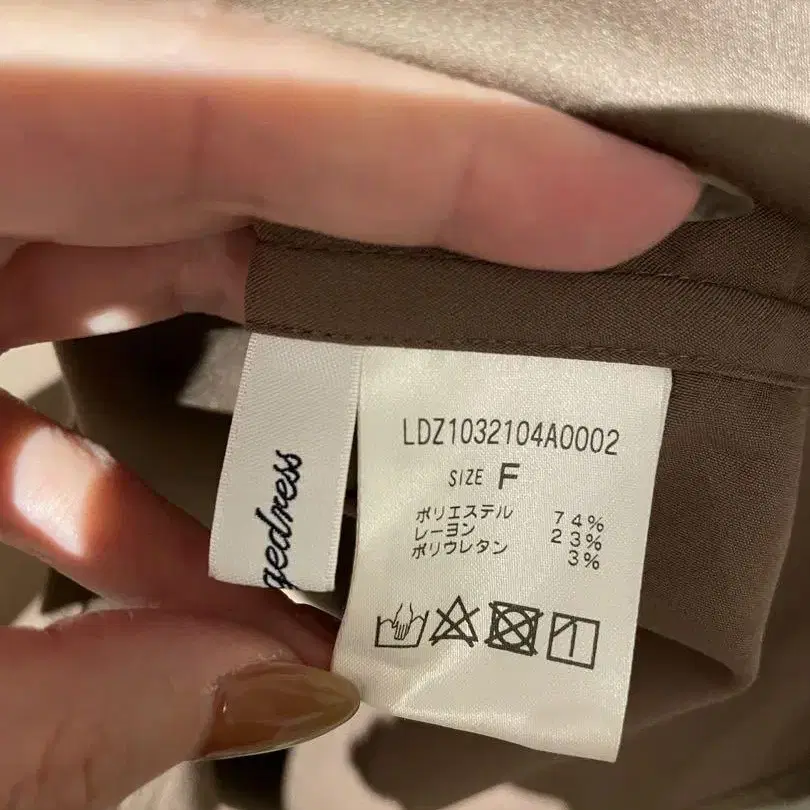 gedress
LDZ1032104A0002
SIZE F
ポリエステル 74%
レーヨン 23%
ポリウレタン 3%